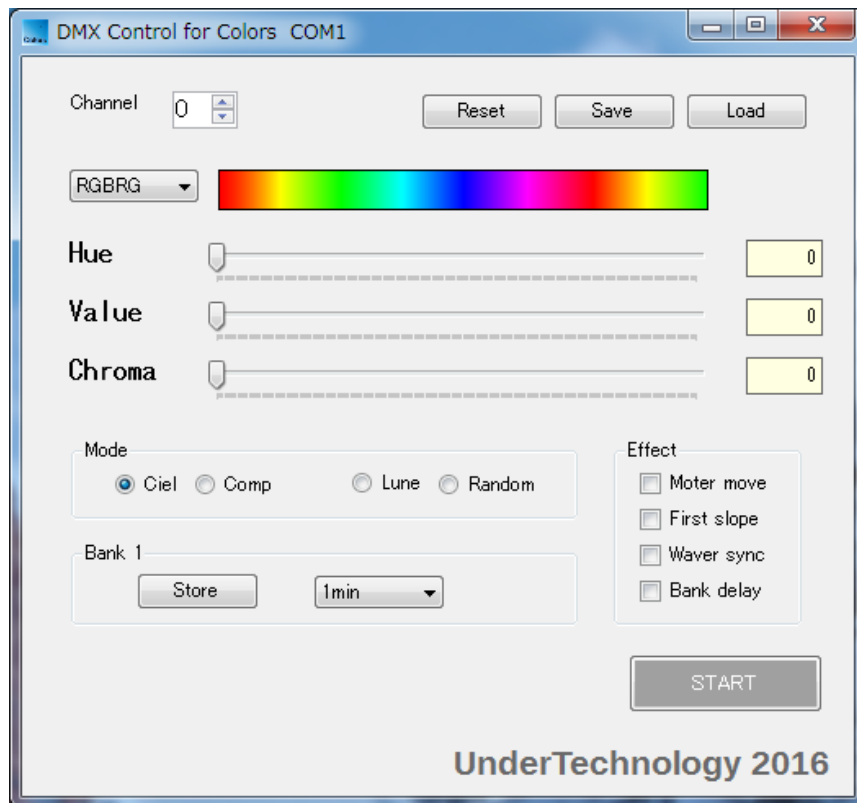 DMX Control for Colors COM1
Channel 0 Reset Save Load
RGBRG
Hue 0
Value 0
Chroma 0
Mode
Ciel Comp Lune Random
Bank 1
Store 1min
Effect
Moter move
First slope
Waver sync
Bank delay
START
UnderTechnology 2016